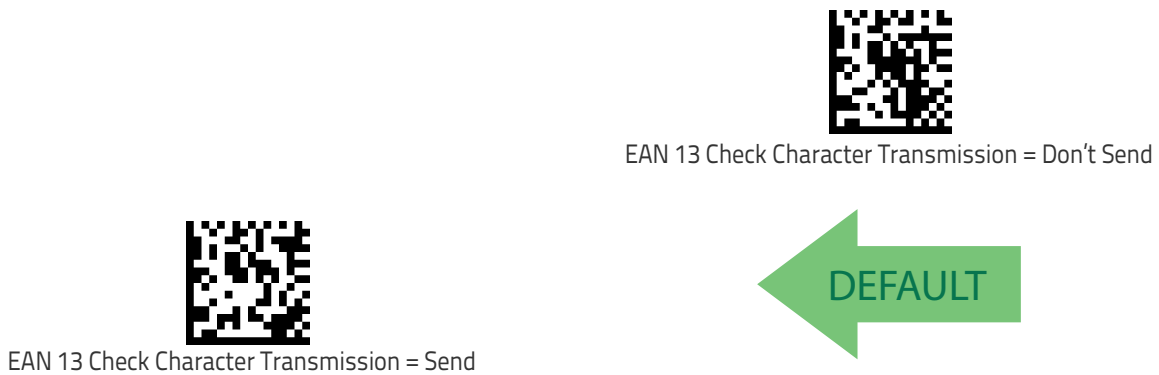 EAN 13 Check Character Transmission = Don't Send
DEFAULT
EAN 13 Check Character Transmission = Send